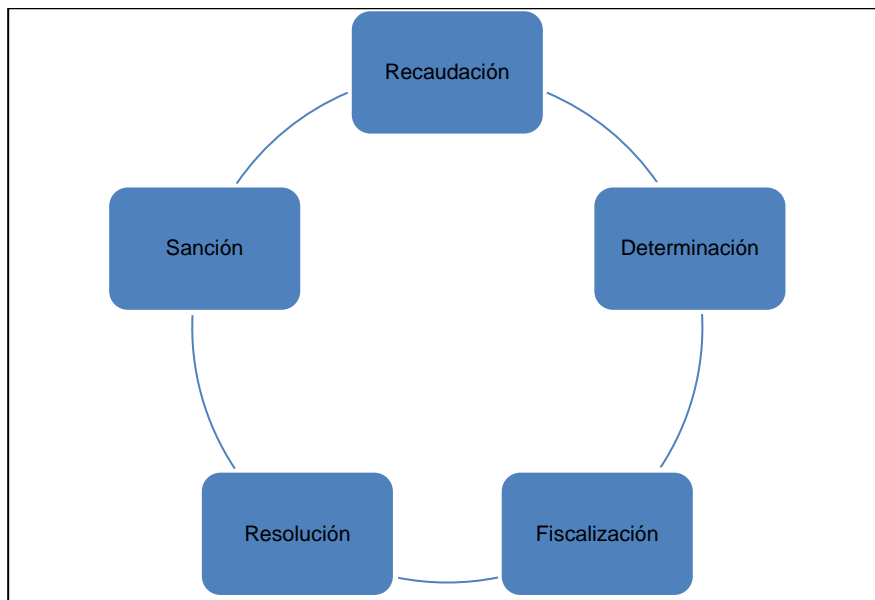 Recaudación
Determinación
Fiscalización
Resolución
Sanción